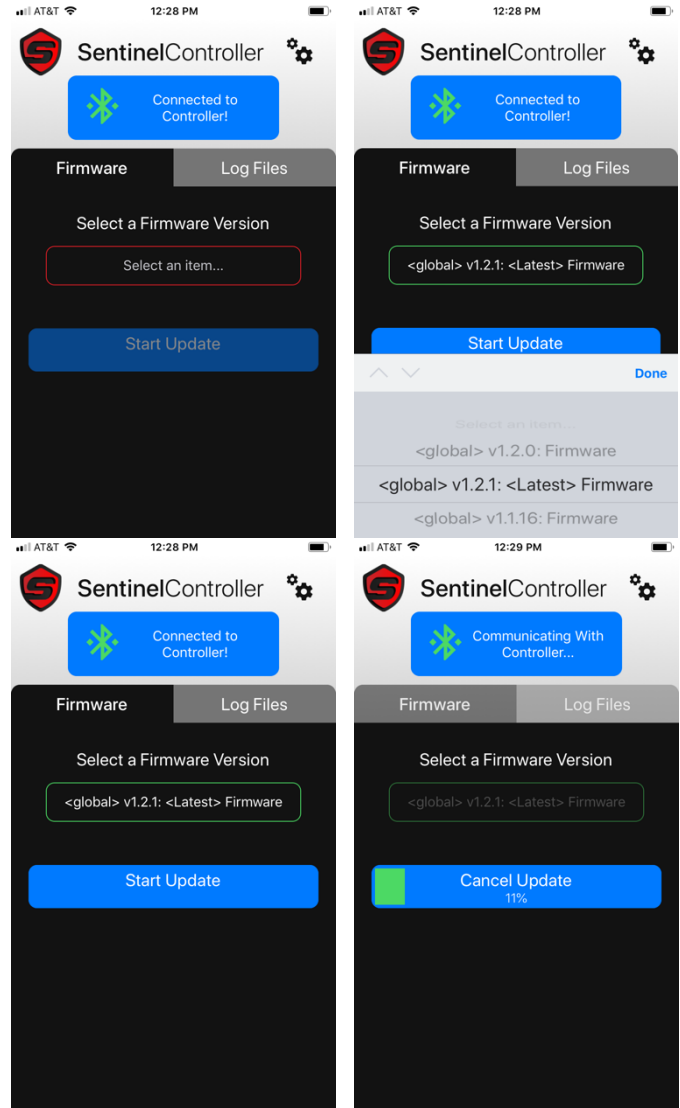 AT&T 12:28 PM
SentinelController
Connected to
Controller!
Firmware Log Files
Select a Firmware Version
Select an item...
Start Update
AT&T 12:28 PM
SentinelController
Connected to
Controller!
Firmware Log Files
Select a Firmware Version
<global> v1.2.1: <Latest> Firmware
Start Update
Done
Select an item...
<global> v1.2.0: Firmware
<global> v1.2.1: <Latest> Firmware
<global> v1.1.16: Firmware
AT&T 12:28 PM
SentinelController
Connected to
Controller!
Firmware Log Files
Select a Firmware Version
<global> v1.2.1: <Latest> Firmware
Start Update
AT&T 12:29 PM
SentinelController
Communicating With
Controller...
Firmware Log Files
Select a Firmware Version
<global> v1.2.1: <Latest> Firmware
Cancel Update
11%